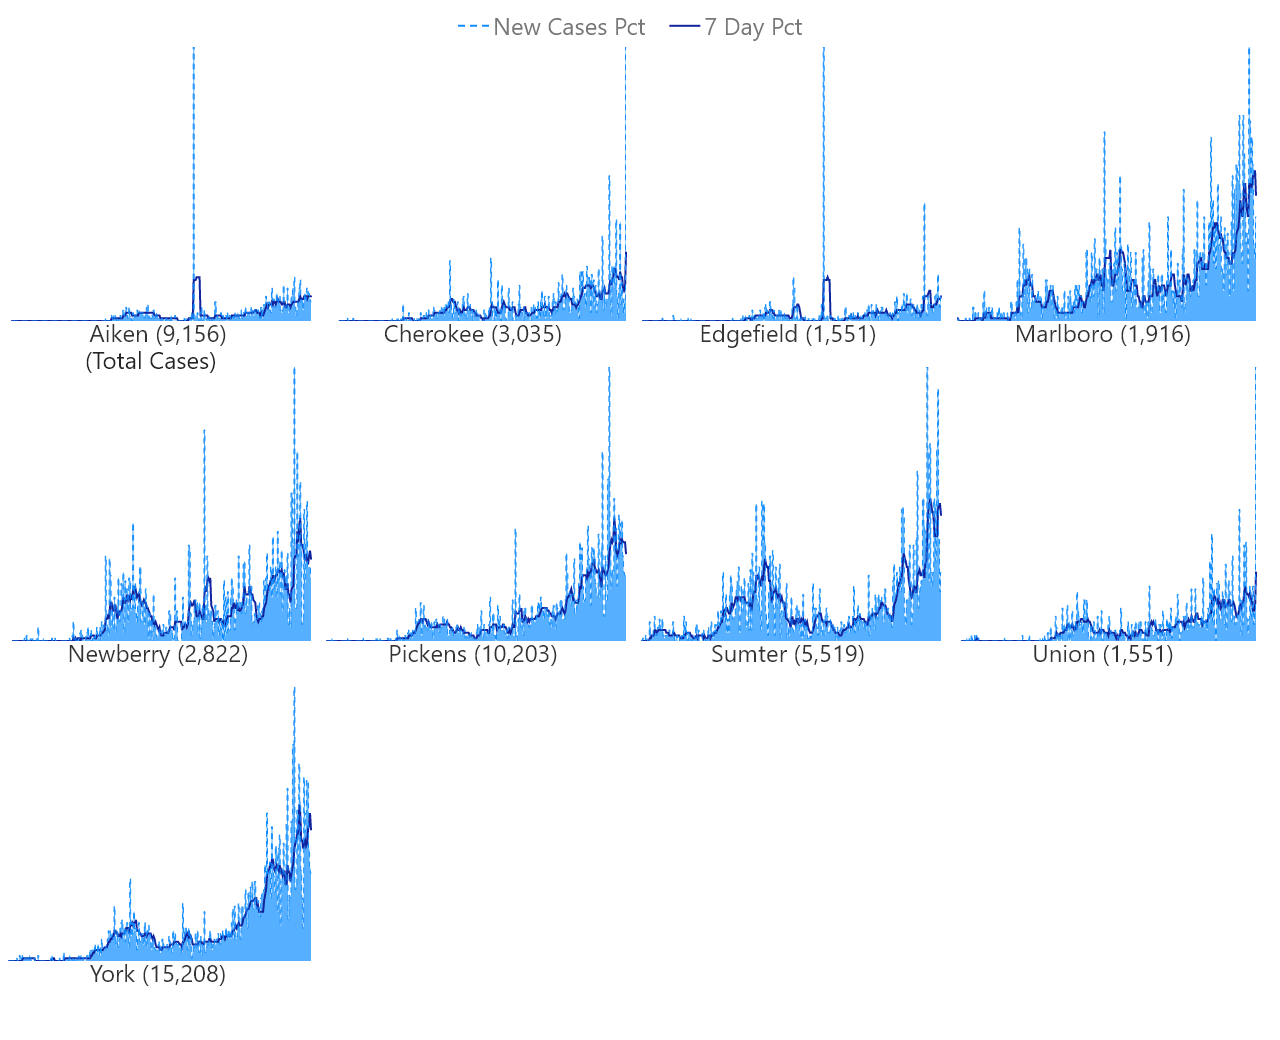 New Cases Pct 7 Day Pct
Aiken (9,156) Cherokee (3,035) Edgefield (1,551) Marlboro (1,916)
(Total Cases)
Newberry (2,822) Pickens (10,203) Sumter (5,519) Union (1,551)
York (15,208)